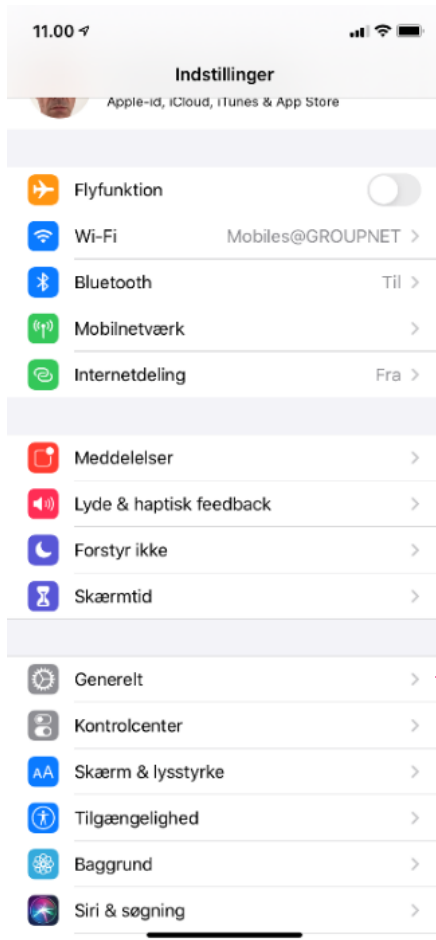 11.00
Indstillinger
Apple-id, iCloud, iTunes & App Store
Flyfunktion
Wi-Fi Mobiles@GROUPNET
Bluetooth Til
Mobilnetværk
Internetdeling Fra
Meddelelser
Lyde & haptisk feedback
Forstyr ikke
Skærmtid
Generelt
Kontrolcenter
AA Skærm & lysstyrke
Tilgængelighed
Baggrund
Siri & søgning